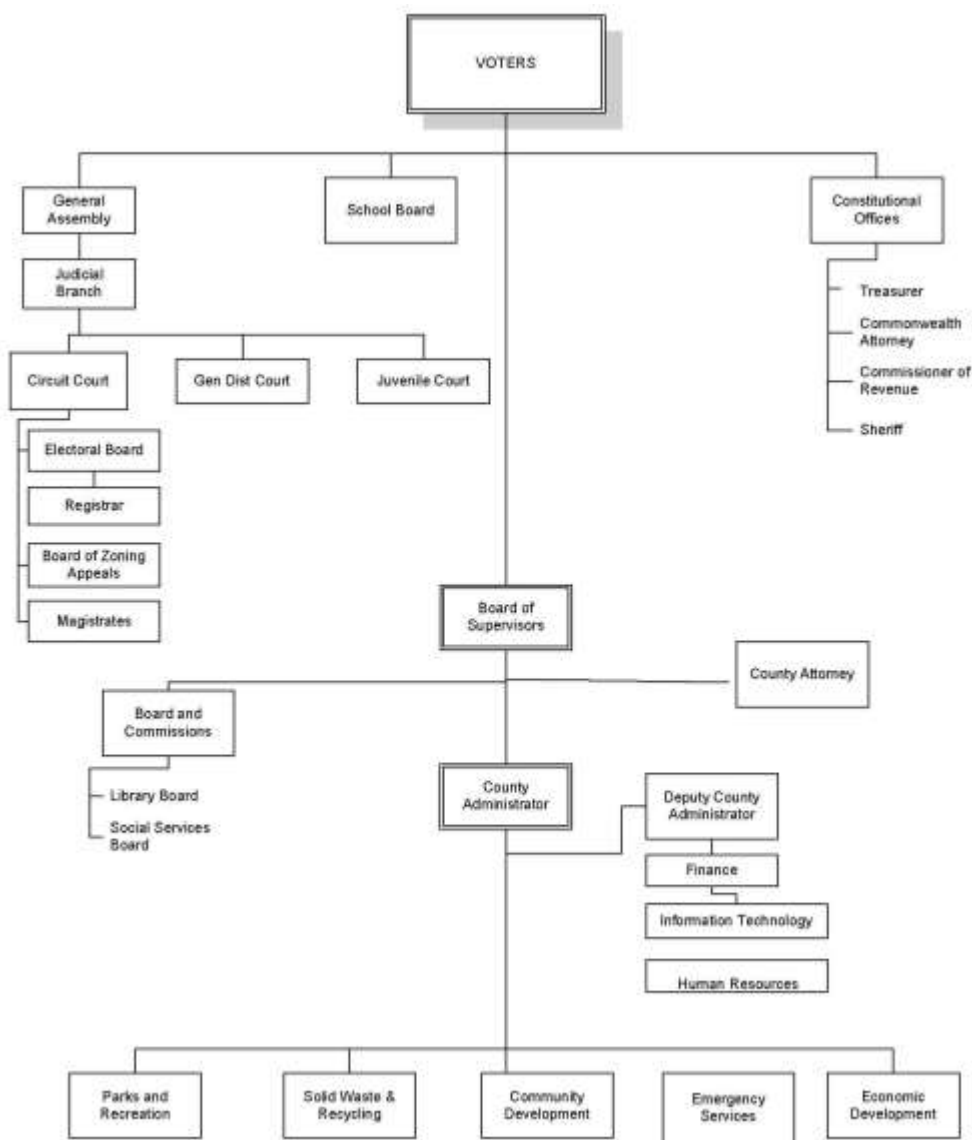 VOTERS
General
Assembly
School Board
Constitutional
Offices
Judicial
Branch
Treasurer
Commonwealth
Attorney
Commissioner of
Revenue
Sheriff
Circuit Court
Gen Dist Court
Juvenile Court
Electoral Board
Registrar
Board of Zoning
Appeals
Magistrates
Board of
Supervisors
County Attorney
Board and
Commissions
Library Board
Social Services
Board
County
Administrator
Deputy County
Administrator
Finance
Information Technology
Human Resources
Parks and
Recreation
Solid Waste &
Recycling
Community
Development
Emergency
Services
Economic
Development